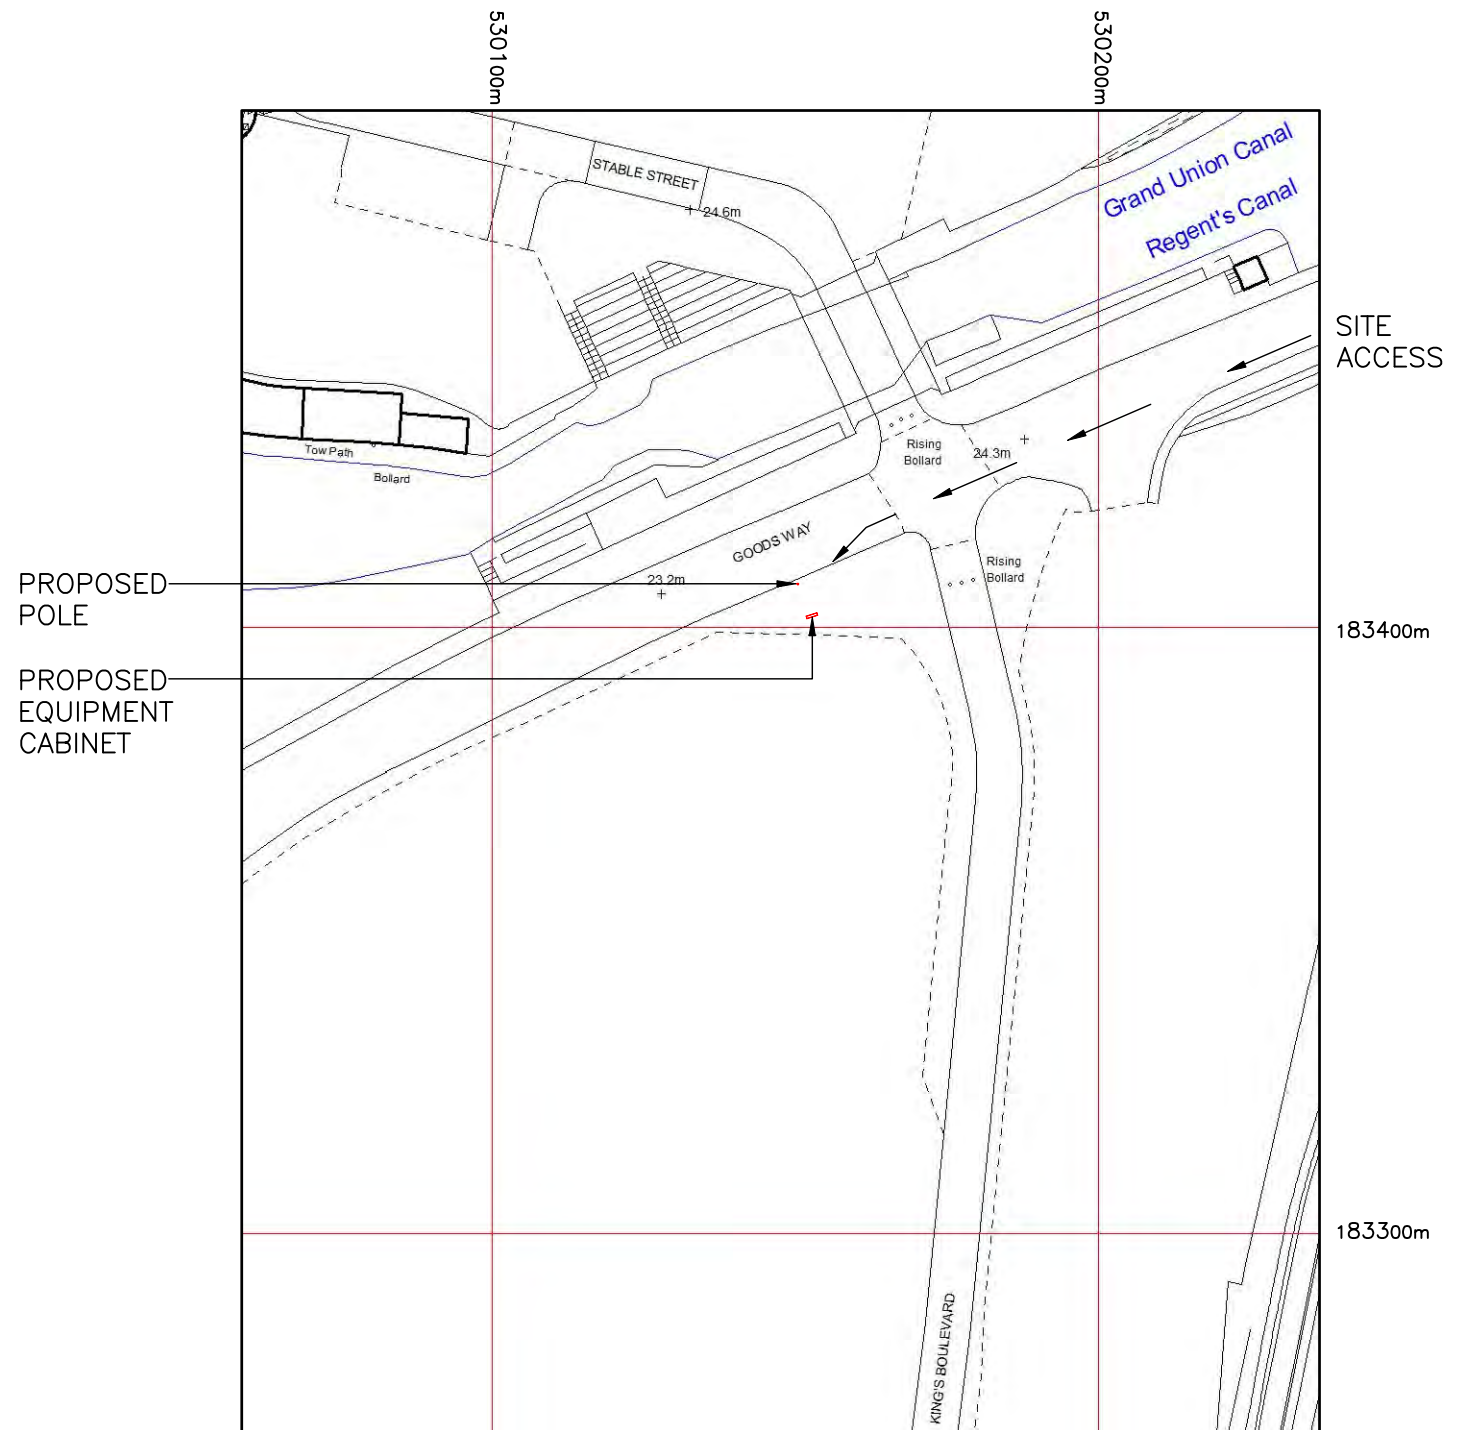 530100m
530200m
Grand Union Canal
Regent's Canal
STABLE STREET
24.6m
SITE
ACCESS
Rising
Bollard
24.3m
Tow Path
Bollard
GOODS WAY
Rising
Bollard
23.2m
PROPOSED
POLE
183400m
PROPOSED
EQUIPMENT
CABINET
183300m
KING'S BOULEVARD